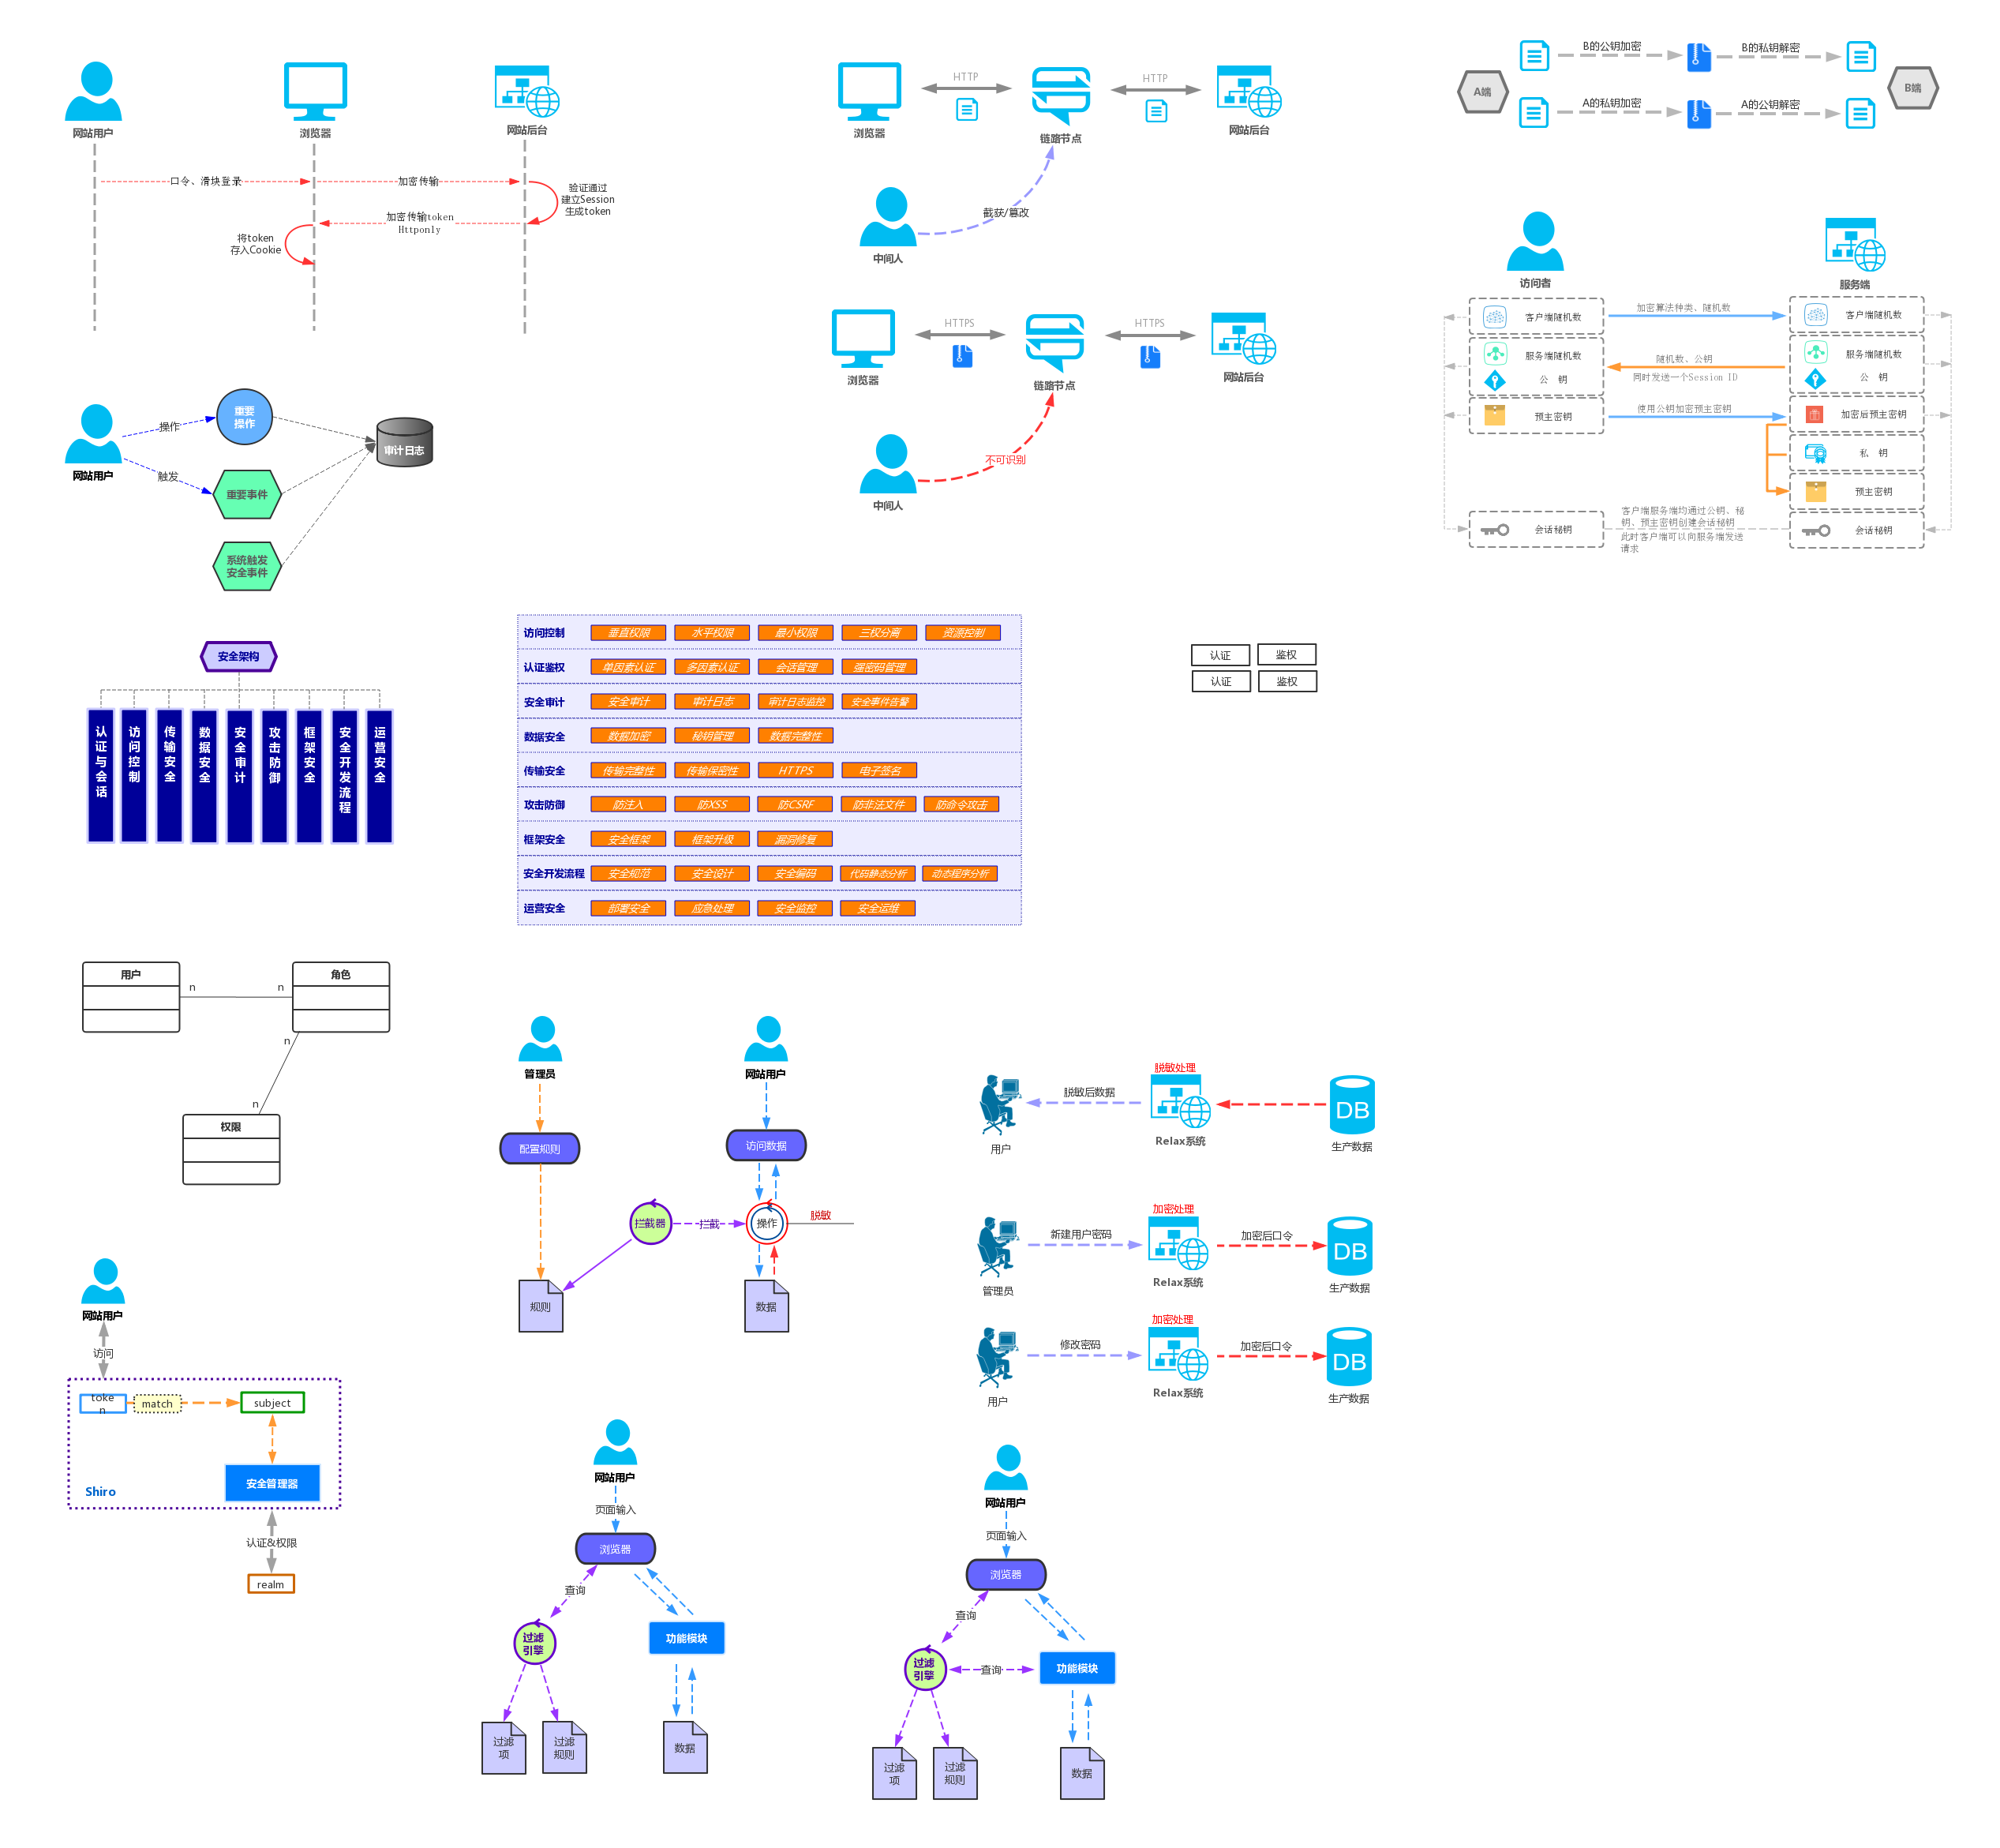 网站用户
浏览器
网站后台
口令、滑块登录
加密传输
验证通过
建立Session
生成token
加密传输token
Httponly
将token
存入Cookie
浏览器
HTTP
链路节点
HTTP
网站后台
截获/篡改
中间人
浏览器
HTTPS
链路节点
HTTPS
网站后台
不可识别
中间人
A端
B的公钥加密
B的私钥解密
A的私钥加密
A的公钥解密
B端
访问者
服务端
客户端随机数
加密算法种类、随机数
客户端随机数
服务端随机数
公 钥
随机数、公钥
同时发送一个Session ID
服务端随机数
公 钥
预主密钥
使用公钥加密预主密钥
加密后预主密钥
私 钥
预主密钥
会话秘钥
客户端服务端均通过公钥、秘
钥、预主密钥创建会话秘钥
此时客户端可以向服务端发送
请求
会话秘钥
网站用户
操作
触发
重要
操作
重要事件
系统触发
安全事件
审计日志
安全架构
认证与会话
访问控制
传输安全
数据安全
安全审计
攻击防御
框架安全
安全开发流程
运营安全
访问控制 垂直权限 水平权限 最小权限 三权分离 资源控制
认证鉴权 单因素认证 多因素认证 会话管理 强密码管理
安全审计 安全审计 审计日志 审计日志监控 安全事件告警
数据安全 数据加密 秘钥管理 数据完整性
传输安全 传输完整性 传输保密性 HTTPS 电子签名
攻击防御 防注入 防XSS 防CSRF 防非法文件 防命令攻击
框架安全 安全框架 框架升级 漏洞修复
安全开发流程 安全规范 安全设计 安全编码 代码静态分析 动态程序分析
运营安全 部署安全 应急处理 安全监控 安全运维
认证 鉴权
认证 鉴权
用户
n
n
角色
n
n
权限
管理员
配置规则
规则
拦截器
拦截
网站用户
访问数据
操作
脱敏
数据
用户
脱敏后数据
脱敏处理
Relax系统
DB
生产数据
管理员
新建用户密码
加密处理
Relax系统
加密后口令
DB
生产数据
用户
修改密码
加密处理
Relax系统
加密后口令
DB
生产数据
网站用户
访问
toke
n
match
subject
安全管理器
Shiro
认证&权限
realm
网站用户
页面输入
浏览器
查询
过滤
引擎
功能模块
过滤
项
过滤
规则
数据
网站用户
页面输入
浏览器
查询
过滤
引擎
查询
功能模块
过滤
项
过滤
规则
数据